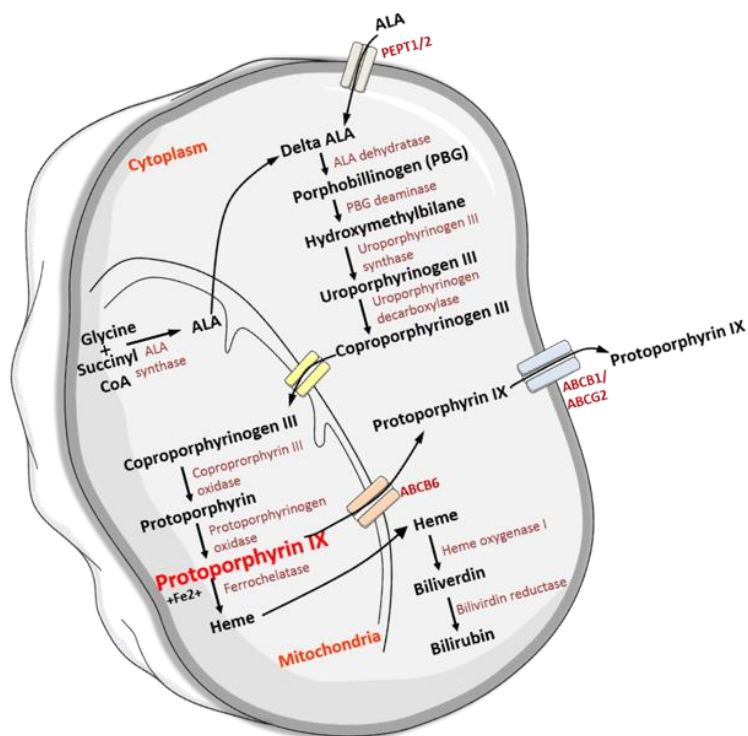 ALA
PEPT1/2
Cytoplasm
Delta ALA
ALA dehydratase
Porphobillinogen (PBG)
PBG deaminase
Hydroxymethylbilane
Uroporphyrinogen III
synthase
Uroporphyrinogen III
Uroporphyrinogen
decarboxylase
Coproporphyrinogen III
Glycine
+
Succinyl
CoA
ALA
synthase
ALA
Protoporphyrin IX
ABCB1/
ABCG2
Protoporphyrin IX
Coproporphyrinogen III
Coproprorphyrin III
oxidase
Protoporphyrin
Protoporphyrinogen
oxidase
Protoporphyrin IX
+Fe2+
Ferrochelatase
Heme
ABCB6
Heme
Heme oxygenase I
Biliverdin
Bilivirdin reductase
Bilirubin
Mitochondria